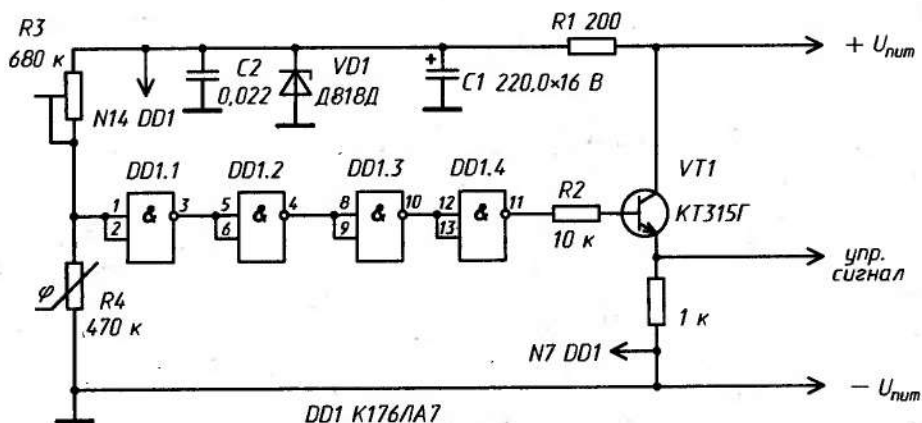 R3
680 к
R1 200
+ Uпит
C2
0,022
VD1
Д818Д
+
C1 220,0×16 В
N14 DD1
DD1.1
DD1.2
DD1.3
DD1.4
R2
10 к
VT1
КТ315Г
1
2
&
3
5
6
&
4
8
9
&
10
12
13
&
11
упр.
сигнал
φ
R4
470 к
1 к
N7 DD1
− Uпит
DD1 К176ЛА7